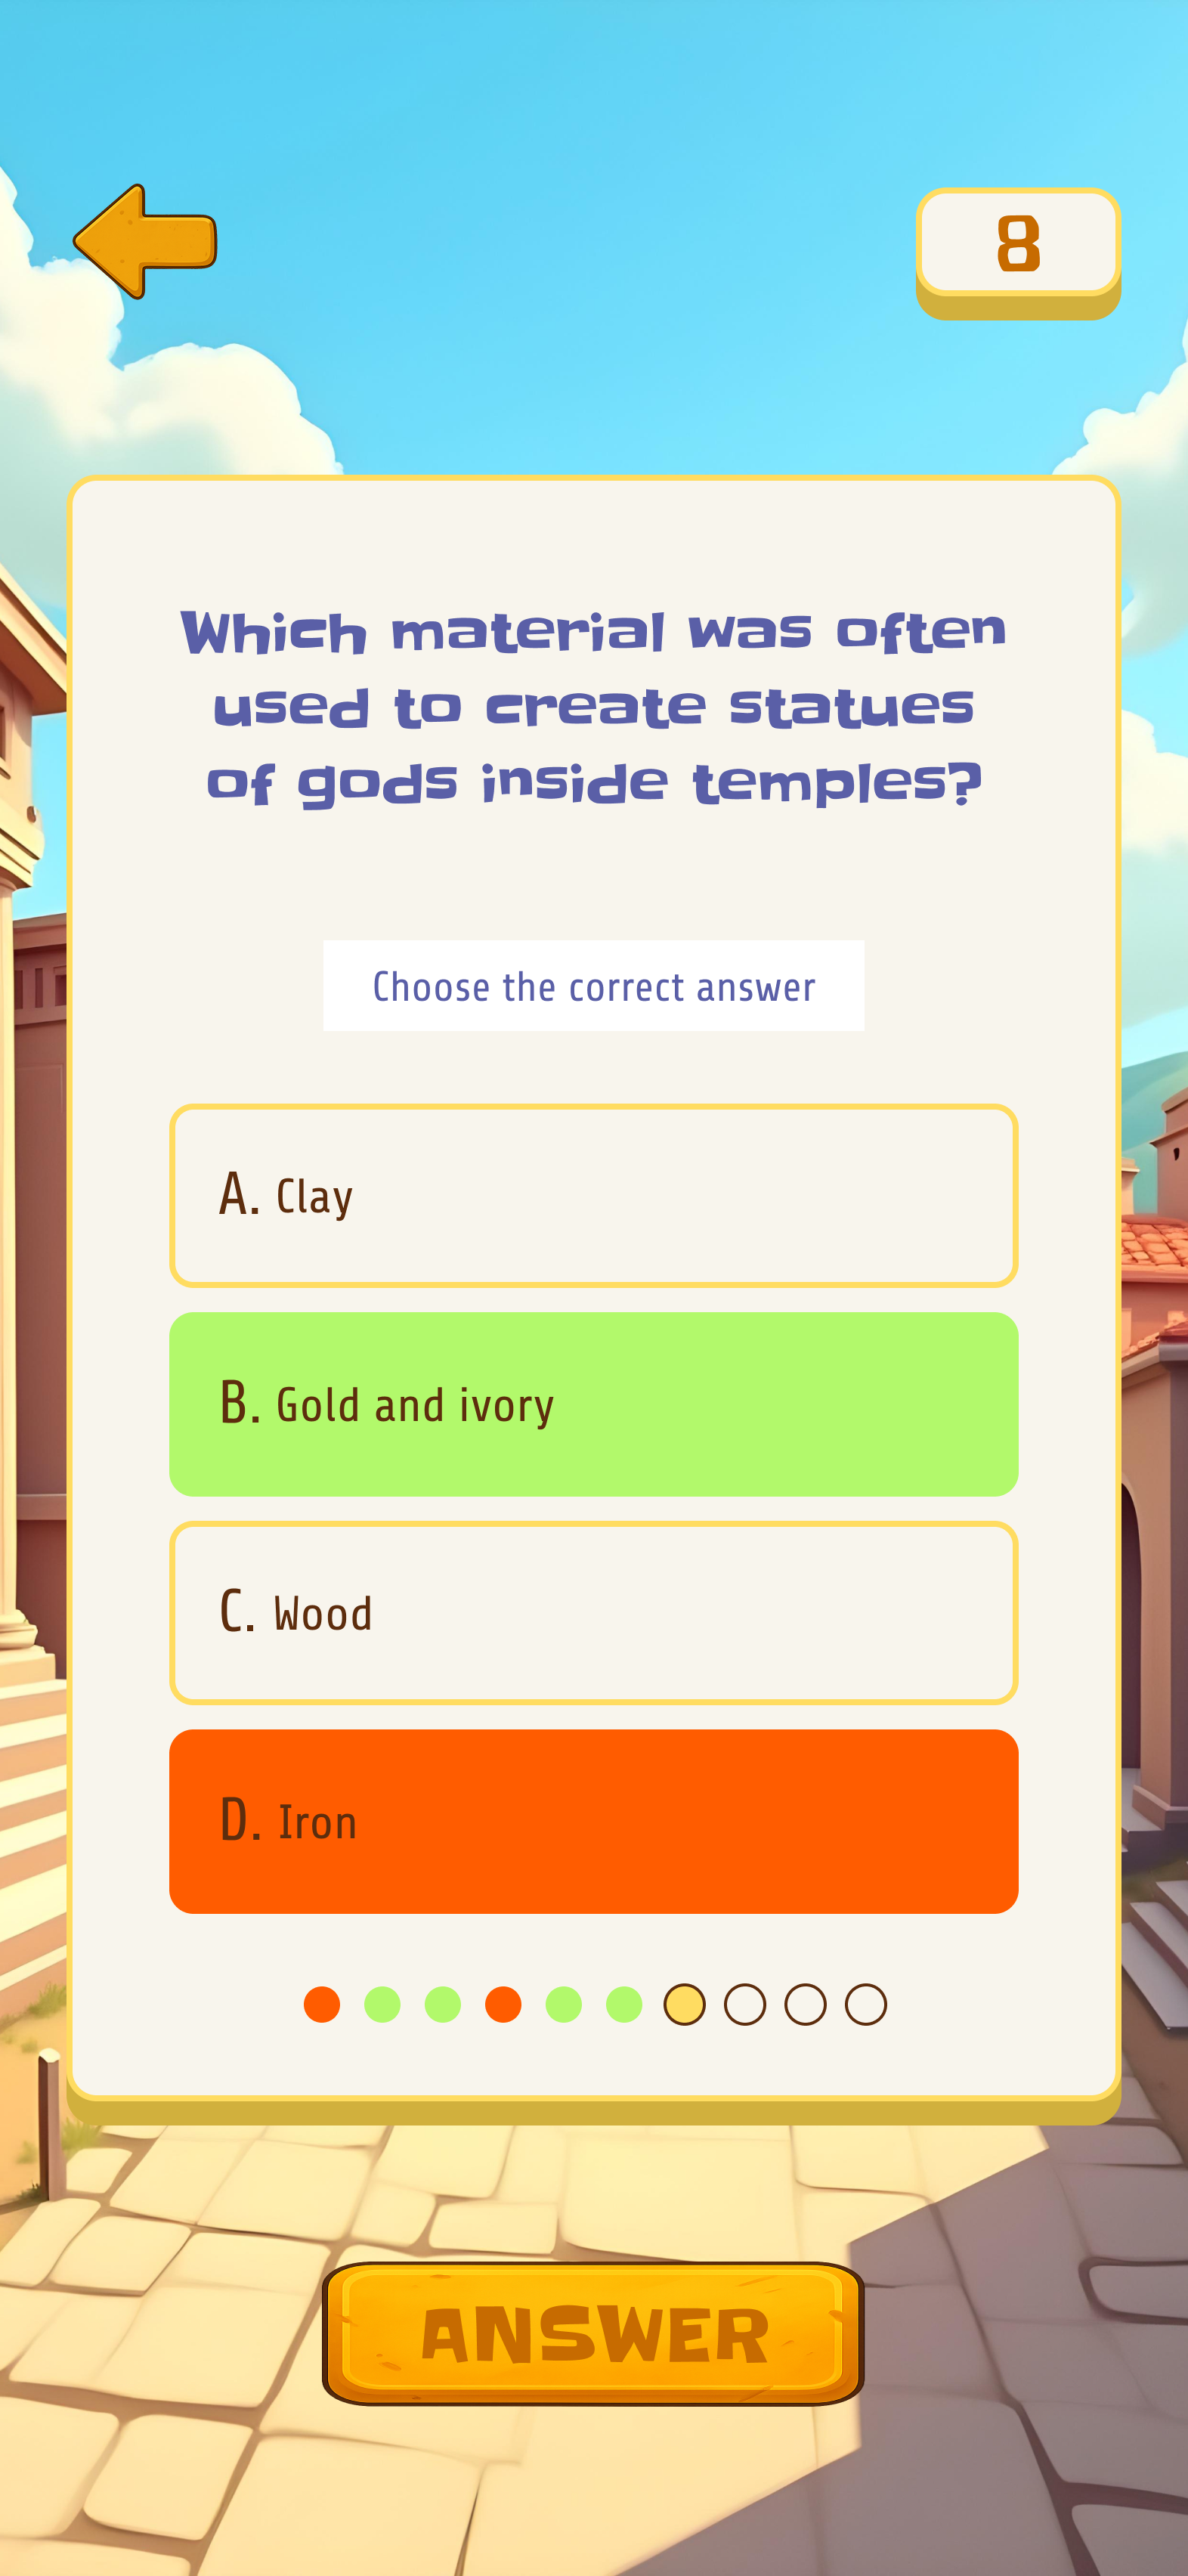 8
Which material was often
used to create statues
of gods inside temples?
Choose the correct answer
A. Clay
B. Gold and ivory
C. Wood
D. Iron
ANSWER